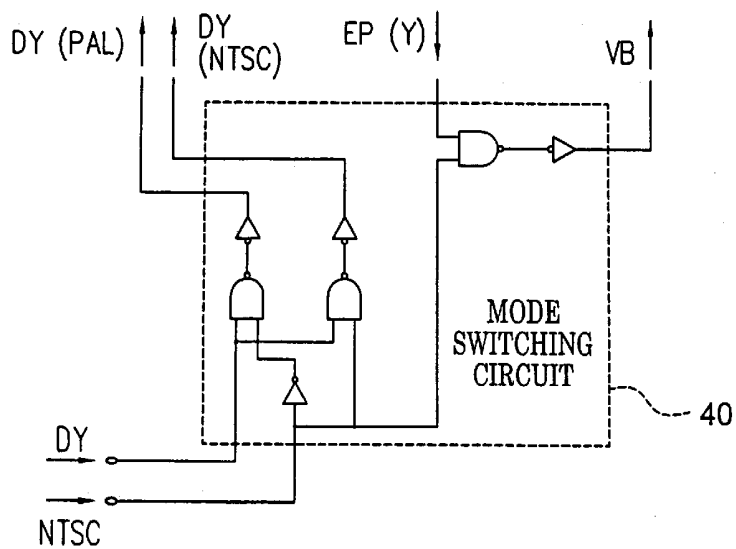 DY (PAL)
DY
(NTSC)
EP (Y)
VB
MODE
SWITCHING
CIRCUIT
40
DY
NTSC